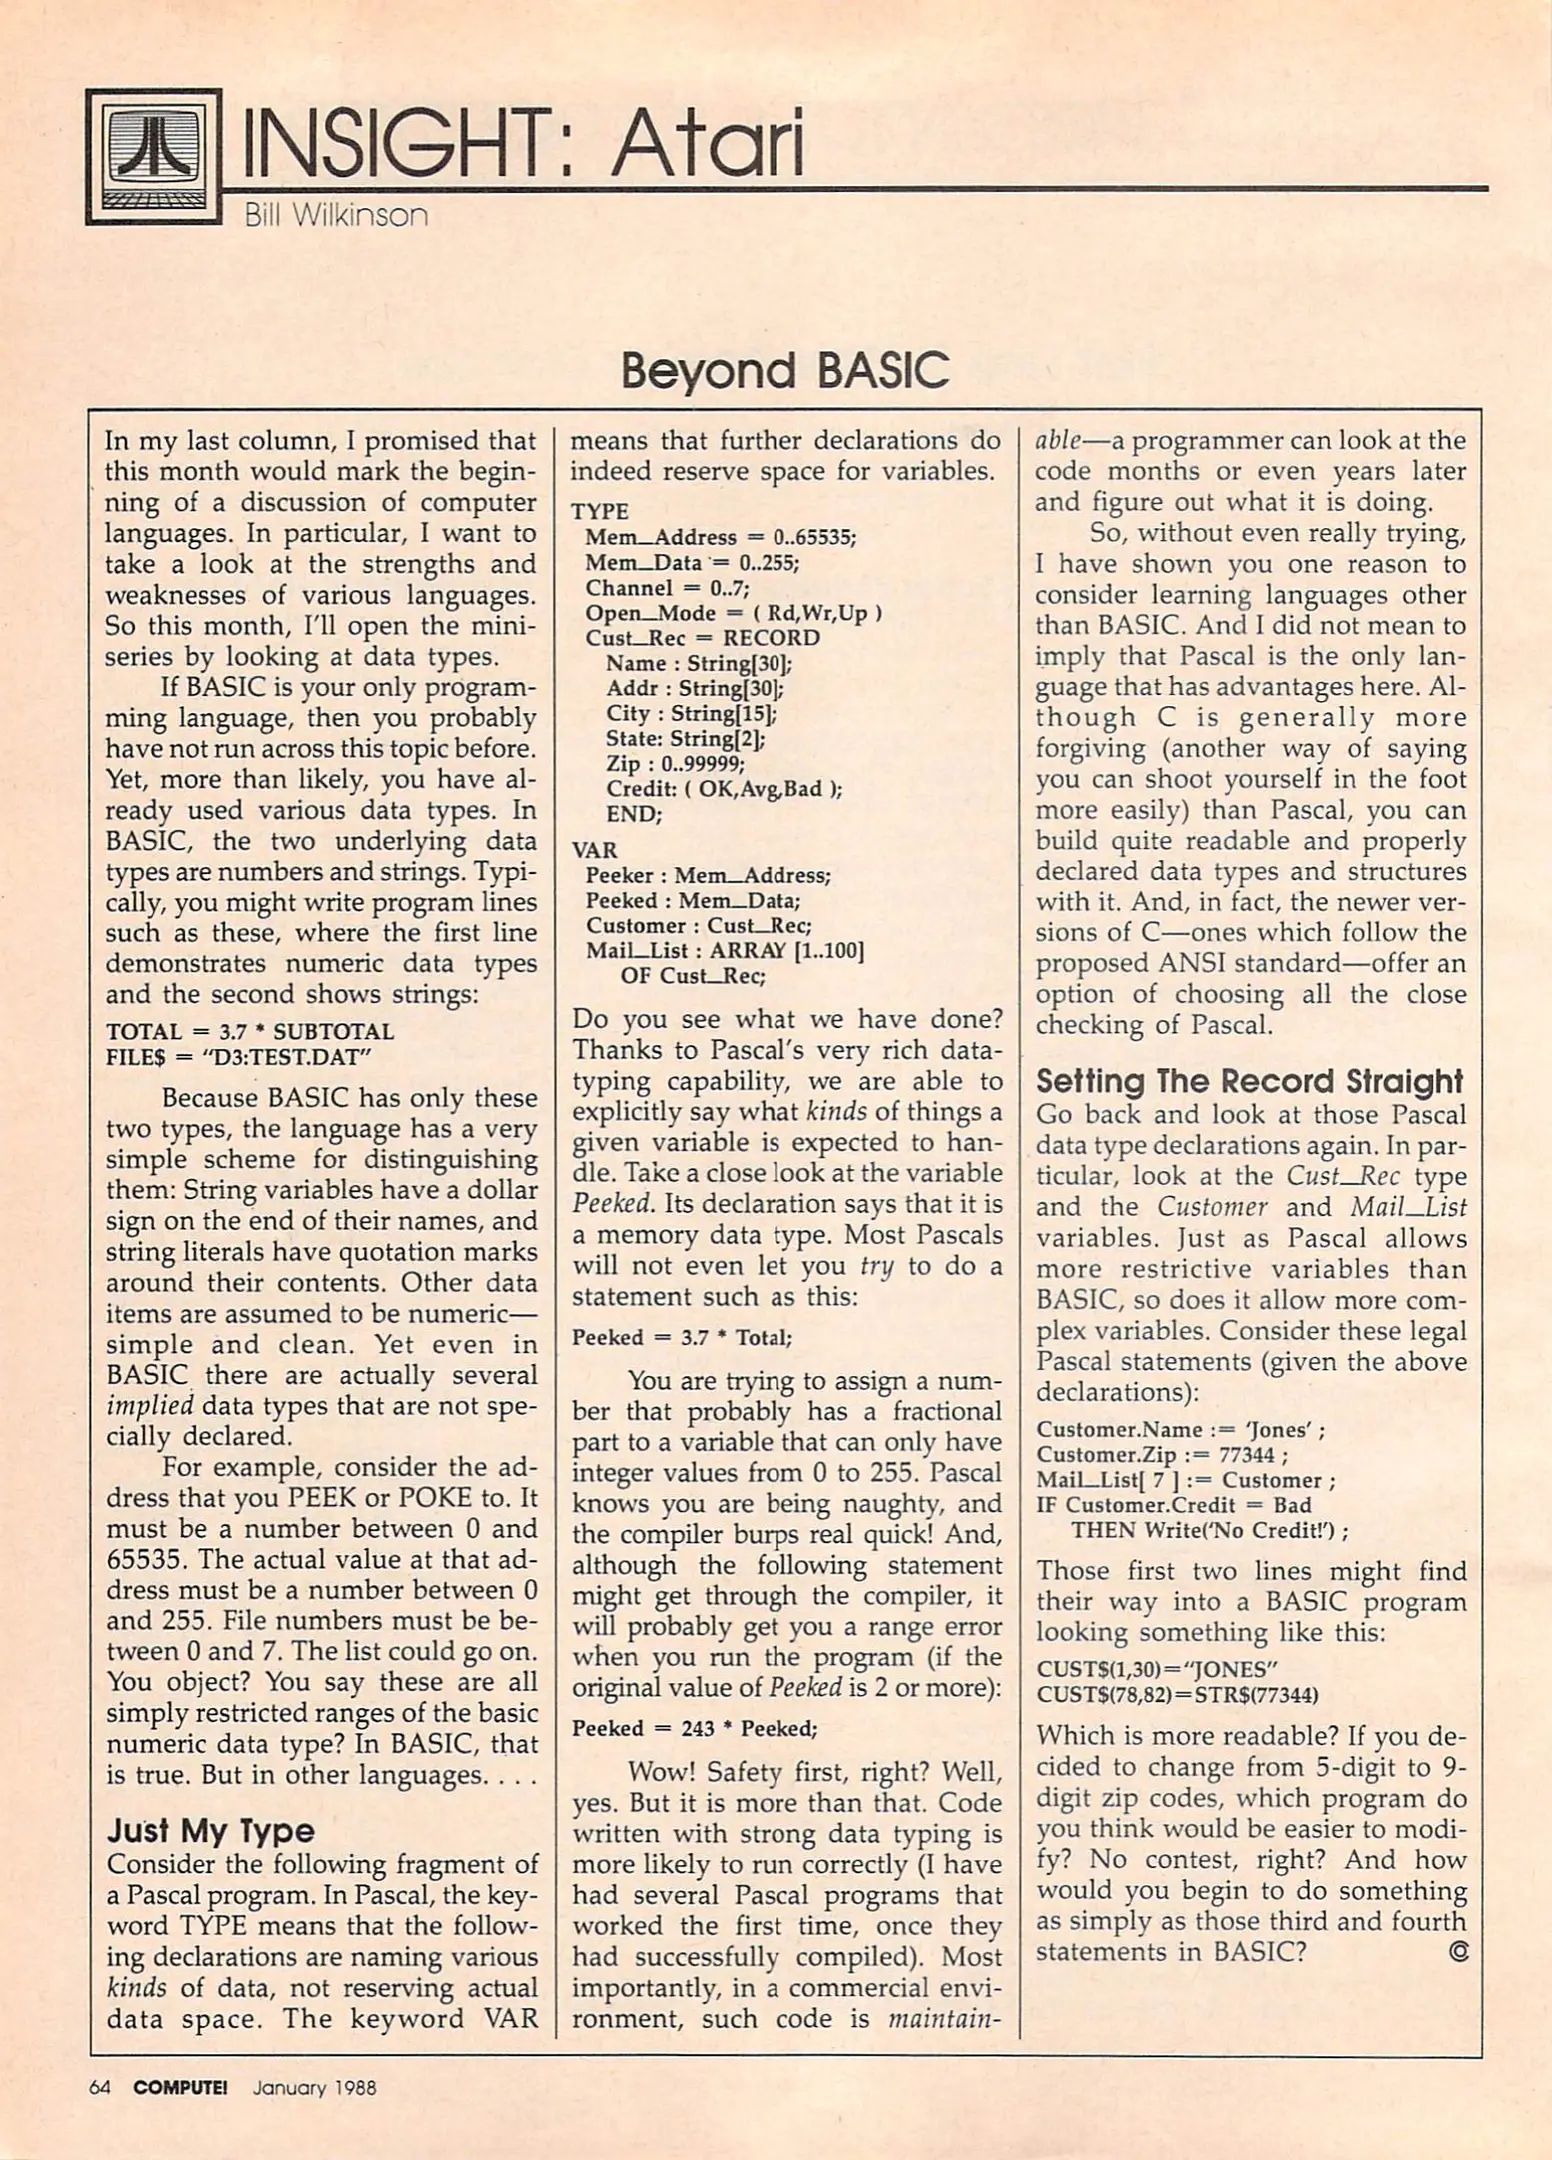 INSIGHT: Atari
Bill Wilkinson
Beyond BASIC
In my last column, I promised that
this month would mark the begin-
ning of a discussion of computer
languages. In particular, I want to
take a look at the strengths and
weaknesses of various languages.
So this month, I'll open the mini-
series by looking at data types.
If BASIC is your only program-
ming language, then you probably
have not run across this topic before.
Yet, more than likely, you have al-
ready used various data types. In
BASIC, the two underlying data
types are numbers and strings. Typi-
cally, you might write program lines
such as these, where the first line
demonstrates numeric data types
and the second shows strings:
TOTAL = 3.7 * SUBTOTAL
FILE$ = "D3:TEST.DAT"
Because BASIC has only these
two types, the language has a very
simple scheme for distinguishing
them: String variables have a dollar
sign on the end of their names, and
string literals have quotation marks
around their contents. Other data
items are assumed to be numeric—
simple and clean. Yet even in
BASIC there are actually several
implied data types that are not spe-
cially declared.
For example, consider the ad-
dress that you PEEK or POKE to. It
must be a number between 0 and
65535. The actual value at that ad-
dress must be a number between 0
and 255. File numbers must be be-
tween 0 and 7. The list could go on.
You object? You say these are all
simply restricted ranges of the basic
numeric data type? In BASIC, that
is true. But in other languages. . . .
Just My Type
Consider the following fragment of
a Pascal program. In Pascal, the key-
word TYPE means that the follow-
ing declarations are naming various
kinds of data, not reserving actual
data space. The keyword VAR
means that further declarations do
indeed reserve space for variables.
TYPE
Mem_Address = 0..65535;
Mem_Data = 0..255;
Channel = 0..7;
Open_Mode = ( Rd,Wr,Up )
Cust_Rec = RECORD
Name : String[30];
Addr : String[30];
City : String[15];
State: String[2];
Zip : 0..99999;
Credit: ( OK,Avg,Bad );
END;
VAR
Peeker : Mem_Address;
Peeked : Mem_Data;
Customer : Cust_Rec;
Mail_List : ARRAY [1..100]
OF Cust_Rec;
Do you see what we have done?
Thanks to Pascal's very rich data-
typing capability, we are able to
explicitly say what kinds of things a
given variable is expected to han-
dle. Take a close look at the variable
Peeked. Its declaration says that it is
a memory data type. Most Pascals
will not even let you try to do a
statement such as this:
Peeked = 3.7 * Total;
You are trying to assign a num-
ber that probably has a fractional
part to a variable that can only have
integer values from 0 to 255. Pascal
knows you are being naughty, and
the compiler burps real quick! And,
although the following statement
might get through the compiler, it
will probably get you a range error
when you run the program (if the
original value of Peeked is 2 or more):
Peeked = 243 * Peeked;
Wow! Safety first, right? Well,
yes. But it is more than that. Code
written with strong data typing is
more likely to run correctly (I have
had several Pascal programs that
worked the first time, once they
had successfully compiled). Most
importantly, in a commercial envi-
ronment, such code is maintain-
able—a programmer can look at the
code months or even years later
and figure out what it is doing.
So, without even really trying,
I have shown you one reason to
consider learning languages other
than BASIC. And I did not mean to
imply that Pascal is the only lan-
guage that has advantages here. Al-
though C is generally more
forgiving (another way of saying
you can shoot yourself in the foot
more easily) than Pascal, you can
build quite readable and properly
declared data types and structures
with it. And, in fact, the newer ver-
sions of C—ones which follow the
proposed ANSI standard—offer an
option of choosing all the close
checking of Pascal.
Setting The Record Straight
Go back and look at those Pascal
data type declarations again. In par-
ticular, look at the Cust_Rec type
and the Customer and Mail_List
variables. Just as Pascal allows
more restrictive variables than
BASIC, so does it allow more com-
plex variables. Consider these legal
Pascal statements (given the above
declarations):
Customer.Name := 'Jones' ;
Customer.Zip := 77344 ;
Mail_List[ 7 ] := Customer ;
IF Customer.Credit = Bad
THEN Write('No Credit!') ;
Those first two lines might find
their way into a BASIC program
looking something like this:
CUST$(1,30)="JONES"
CUST$(78,82)=STR$(77344)
Which is more readable? If you de-
cided to change from 5-digit to 9-
digit zip codes, which program do
you think would be easier to modi-
fy? No contest, right? And how
would you begin to do something
as simply as those third and fourth
statements in BASIC?
64 COMPUTE! January 1988